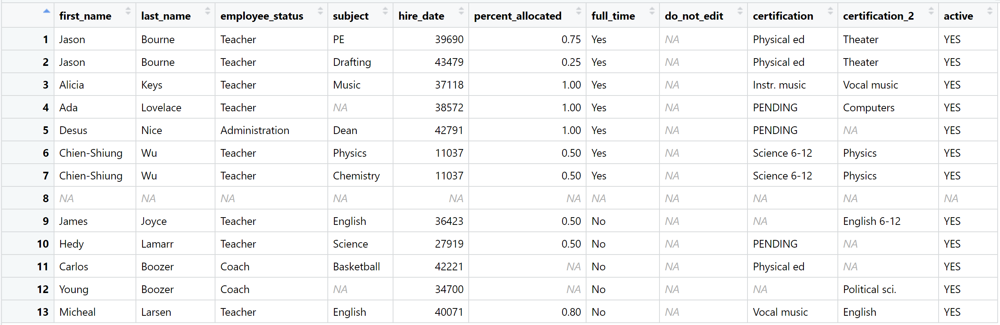 first_name last_name employee_status subject hire_date percent_allocated full_time do_not_edit certification certification_2 active
1 Jason Bourne Teacher PE 39690 0.75 Yes NA Physical ed Theater YES
2 Jason Bourne Teacher Drafting 43479 0.25 Yes NA Physical ed Theater YES
3 Alicia Keys Teacher Music 37118 1.00 Yes NA Instr. music Vocal music YES
4 Ada Lovelace Teacher NA 38572 1.00 Yes NA PENDING Computers YES
5 Desus Nice Administration Dean 42791 1.00 Yes NA PENDING NA YES
6 Chien-Shiung Wu Teacher Physics 11037 0.50 Yes NA Science 6-12 Physics YES
7 Chien-Shiung Wu Teacher Chemistry 11037 0.50 Yes NA Science 6-12 Physics YES
8 NA NA NA NA NA NA NA NA NA NA NA
9 James Joyce Teacher English 36423 0.50 No NA NA English 6-12 YES
10 Hedy Lamarr Teacher Science 27919 0.50 No NA PENDING NA YES
11 Carlos Boozer Coach Basketball 42221 NA No NA Physical ed NA YES
12 Young Boozer Coach NA 34700 NA No NA NA Political sci. YES
13 Micheal Larsen Teacher English 40071 0.80 No NA Vocal music English YES